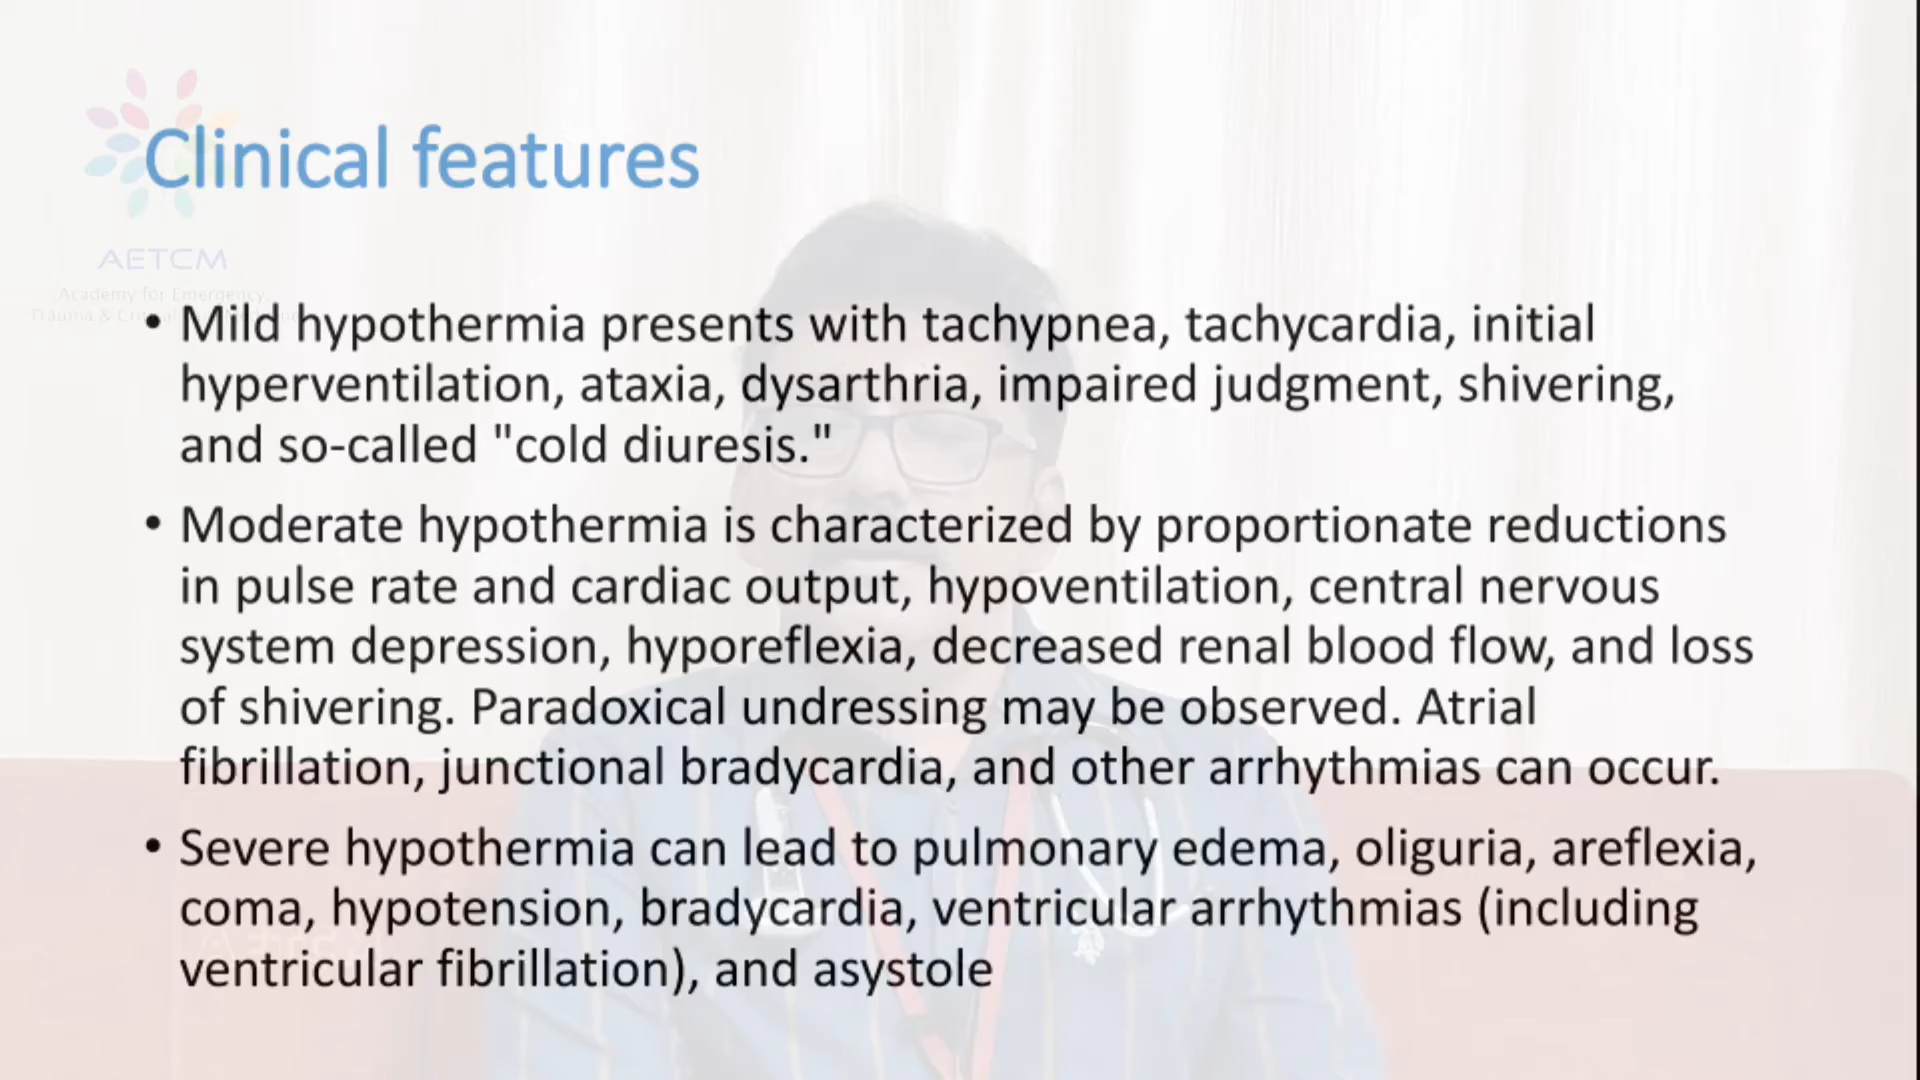 Clinical features
AETCM
Academy for Emergency
Trauma &
• Mild hypothermia presents with tachypnea, tachycardia, initial
hyperventilation, ataxia, dysarthria, impaired judgment, shivering,
and so-called "cold diuresis."
• Moderate hypothermia is characterized by proportionate reductions
in pulse rate and cardiac output, hypoventilation, central nervous
system depression, hyporeflexia, decreased renal blood flow, and loss
of shivering. Paradoxical undressing may be observed. Atrial
fibrillation, junctional bradycardia, and other arrhythmias can occur.
• Severe hypothermia can lead to pulmonary edema, oliguria, areflexia,
coma, hypotension, bradycardia, ventricular arrhythmias (including
ventricular fibrillation), and asystole